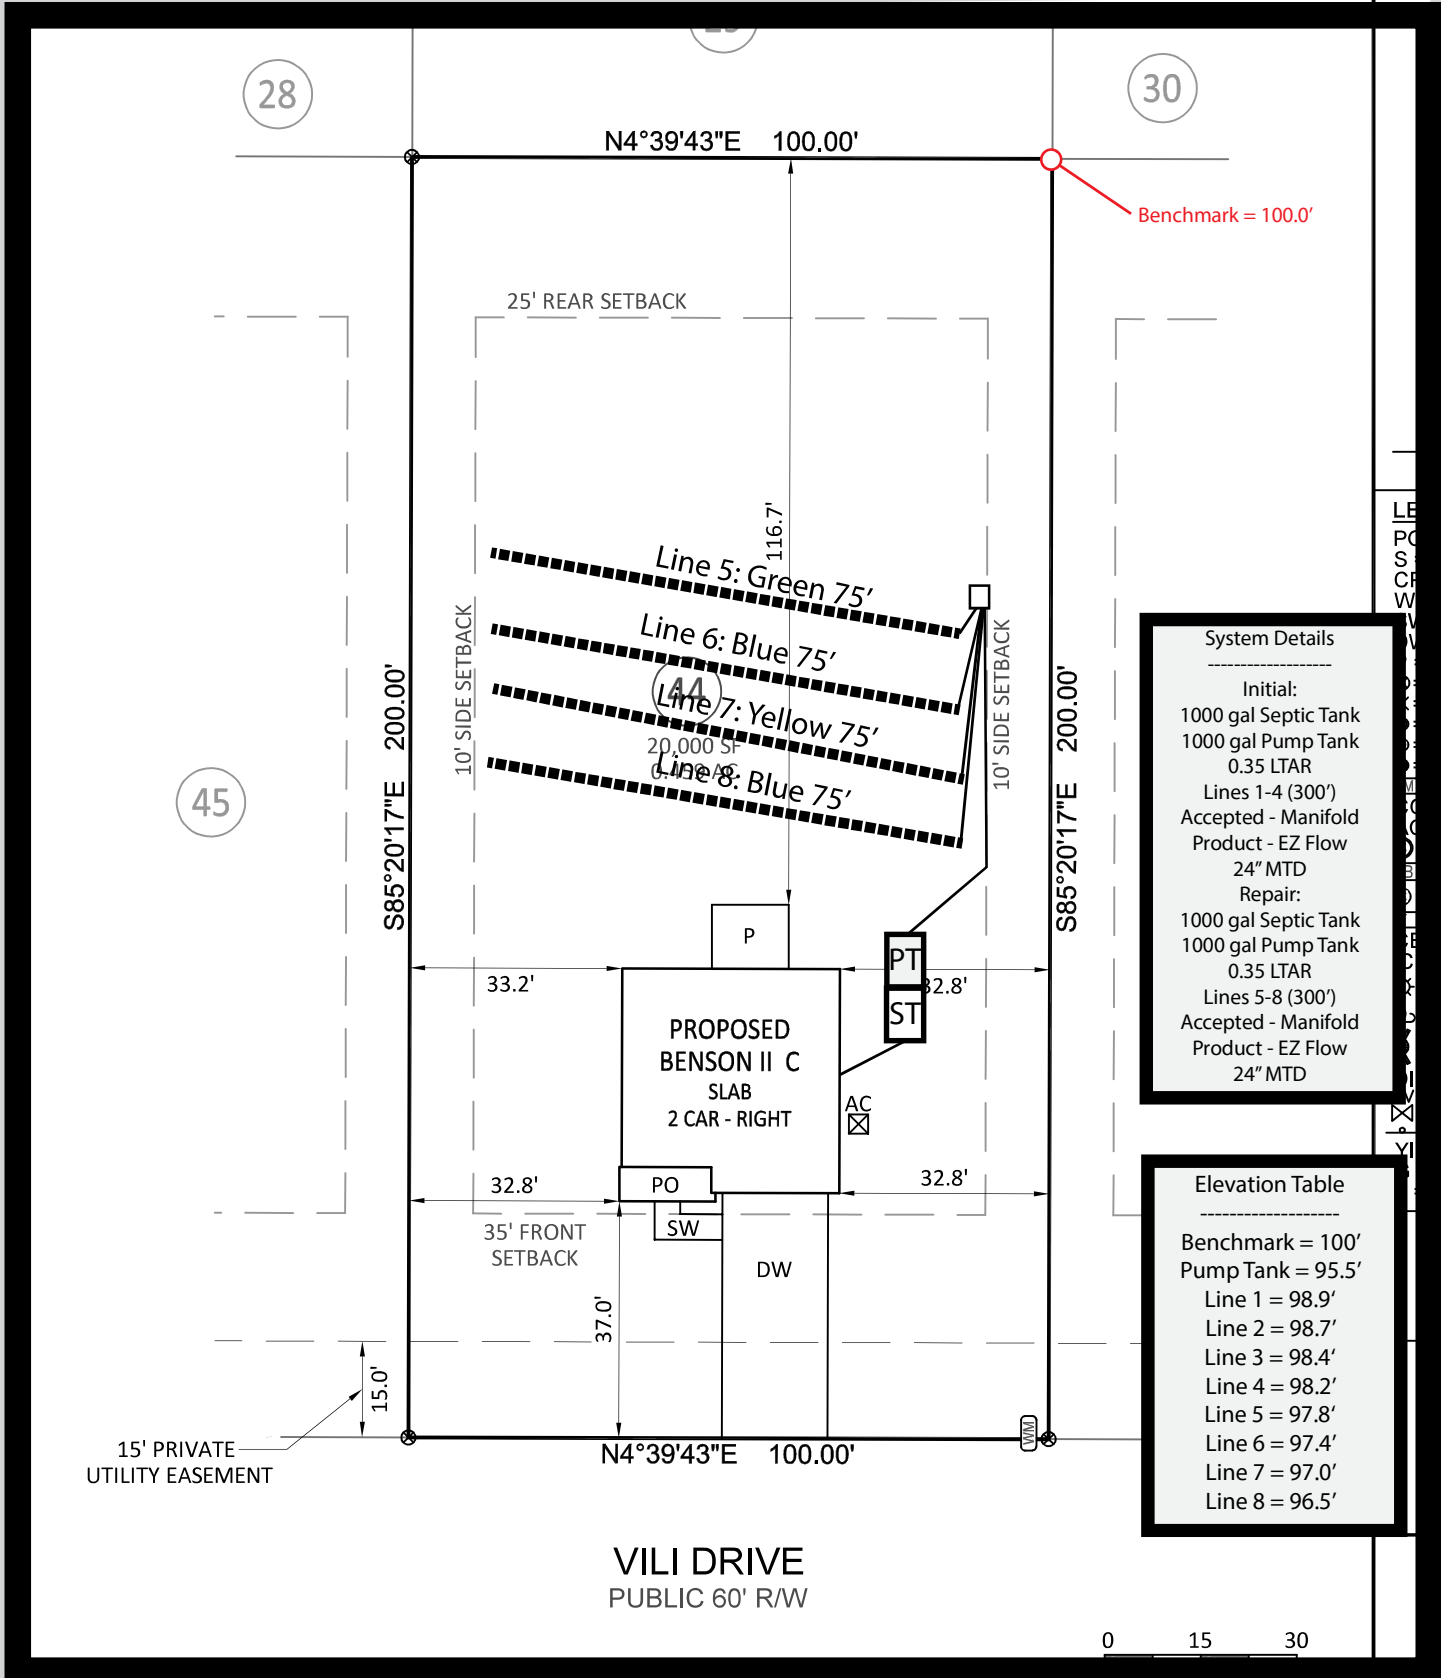 28
30
N4°39'43"E 100.00'
Benchmark = 100.0'
25' REAR SETBACK
116.7'
Line 5: Green 75'
Line 6: Blue 75'
44
Line 7: Yellow 75'
20,000 SF
Line 8: Blue 75'
10' SIDE SETBACK
10' SIDE SETBACK
S85°20'17"E 200.00'
S85°20'17"E 200.00'
45
P
PT
ST
33.2'
32.8'
PROPOSED
BENSON II C
SLAB
2 CAR - RIGHT
AC
32.8'
PO
32.8'
SW
35' FRONT
SETBACK
DW
37.0'
15.0'
15' PRIVATE
UTILITY EASEMENT
WM
N4°39'43"E 100.00'
VILI DRIVE
PUBLIC 60' R/W
0 15 30
System Details
--------------------
Initial:
1000 gal Septic Tank
1000 gal Pump Tank
0.35 LTAR
Lines 1-4 (300')
Accepted - Manifold
Product - EZ Flow
24" MTD
Repair:
1000 gal Septic Tank
1000 gal Pump Tank
0.35 LTAR
Lines 5-8 (300')
Accepted - Manifold
Product - EZ Flow
24" MTD
Elevation Table
--------------------
Benchmark = 100'
Pump Tank = 95.5'
Line 1 = 98.9'
Line 2 = 98.7'
Line 3 = 98.4'
Line 4 = 98.2'
Line 5 = 97.8'
Line 6 = 97.4'
Line 7 = 97.0'
Line 8 = 96.5'